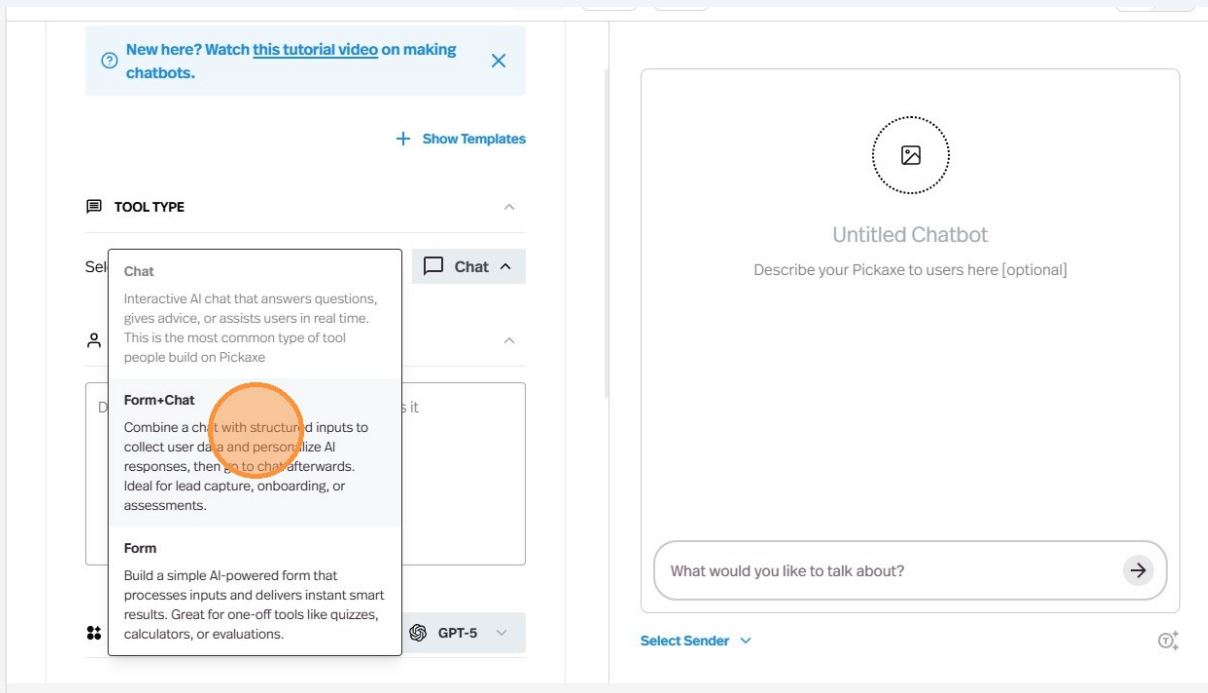 New here? Watch this tutorial video on making
chatbots.
Show Templates
TOOL TYPE
Chat
Chat
Interactive AI chat that answers questions,
gives advice, or assists users in real time.
This is the most common type of tool
people build on Pickaxe
Form+Chat
Combine a chat with structured inputs to
collect user data and personalize AI
responses, then go to chat afterwards.
Ideal for lead capture, onboarding, or
assessments.
Form
Build a simple AI-powered form that
processes inputs and delivers instant smart
results. Great for one-off tools like quizzes,
calculators, or evaluations.
it
GPT-5
Untitled Chatbot
Describe your Pickaxe to users here [optional]
What would you like to talk about?
Select Sender